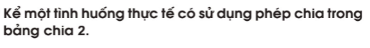 Kể một tình huống thực tế có sử dụng phép chia trong
bảng chia 2.